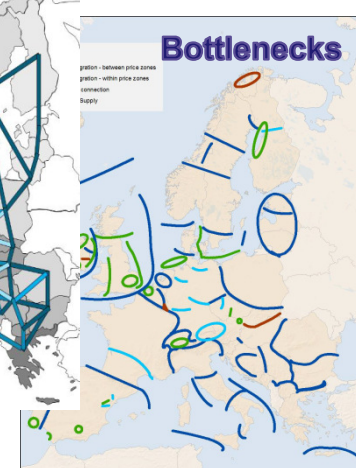 Bottlenecks
gration - between price zones
gration - within price zones
connection
Supply